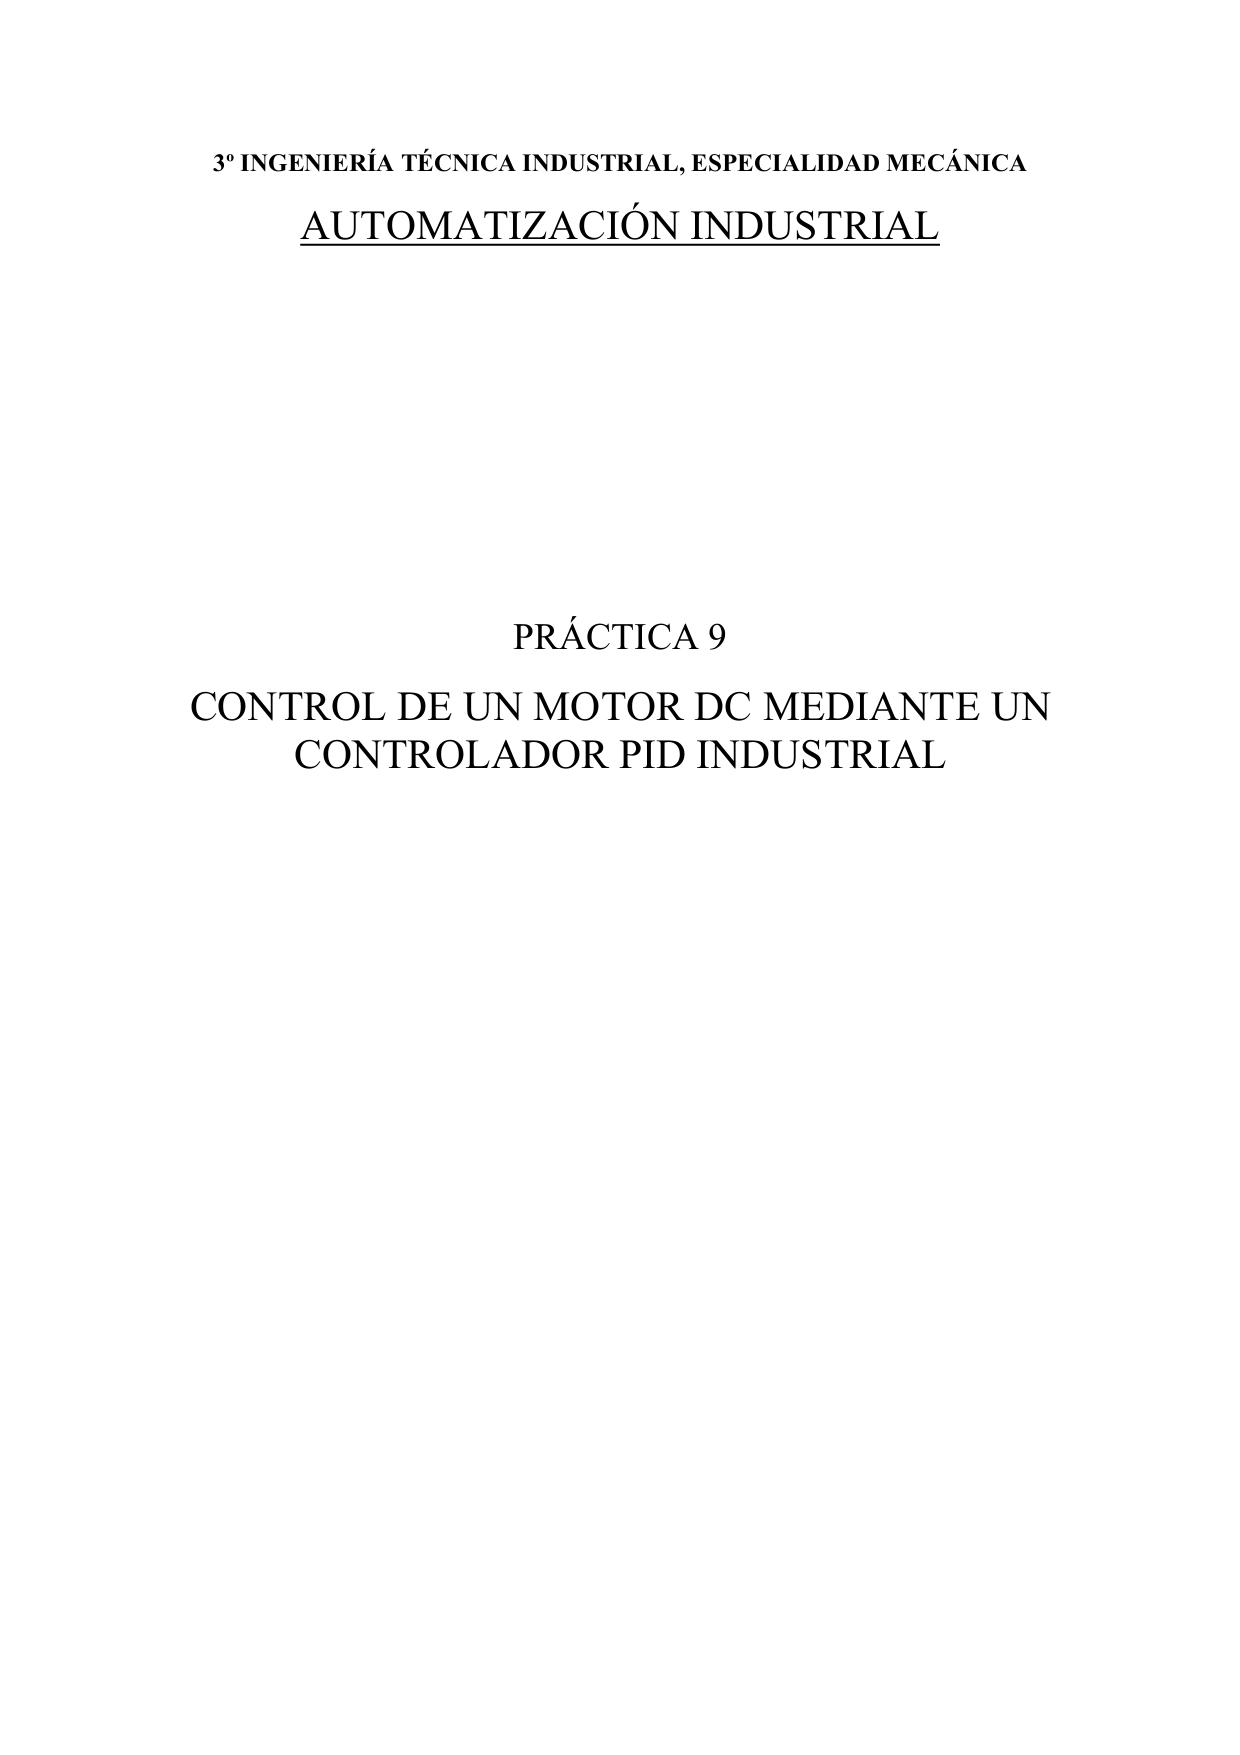 3º INGENIERÍA TÉCNICA INDUSTRIAL, ESPECIALIDAD MECÁNICA
AUTOMATIZACIÓN INDUSTRIAL
PRÁCTICA 9
CONTROL DE UN MOTOR DC MEDIANTE UN
CONTROLADOR PID INDUSTRIAL